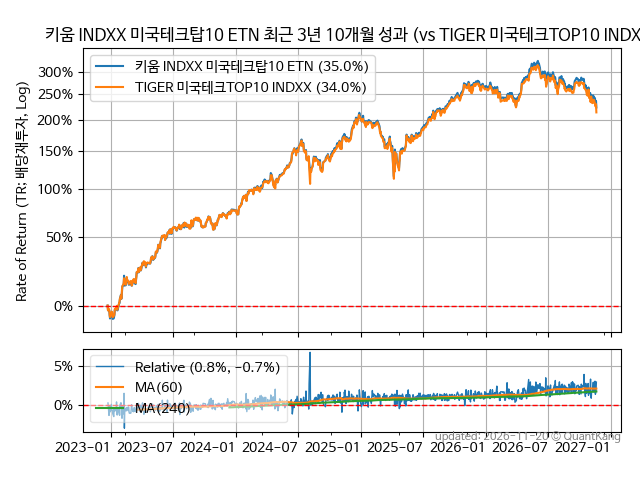 키움 INDXX 미국테크탑10 ETN 최근 3년 10개월 성과 (vs TIGER 미국테크TOP10 INDX
300%
250%
200%
150%
100%
50%
0%
Rate of Return (TR: 배당재투자, Log)
키움 INDXX 미국테크탑10 ETN (35.0%)
TIGER 미국테크TOP10 INDXX (34.0%)
5%
0%
Relative (0.8%, −0.7%)
MA(60)
MA(240)
2023−01 2023−07 2024−01 2024−07 2025−01 2025−07 2026−01 2026−07 2027−01
updated: 2026−11−20 © QuantKang